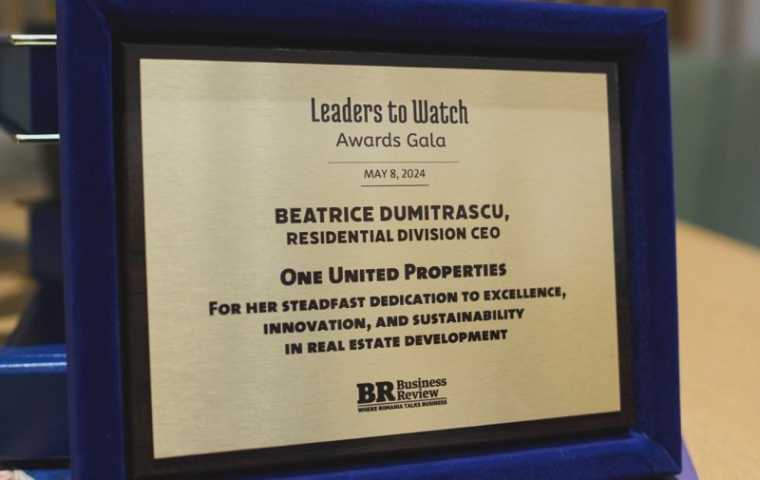 Leaders to Watch
Awards Gala
MAY 8, 2024
BEATRICE DUMITRASCU,
RESIDENTIAL DIVISION CEO
ONE UNITED PROPERTIES
FOR HER STEADFAST DEDICATION TO EXCELLENCE,
INNOVATION, AND SUSTAINABILITY
IN REAL ESTATE DEVELOPMENT
BR Business
Review
WHERE ROMANIA TALKS BUSINESS